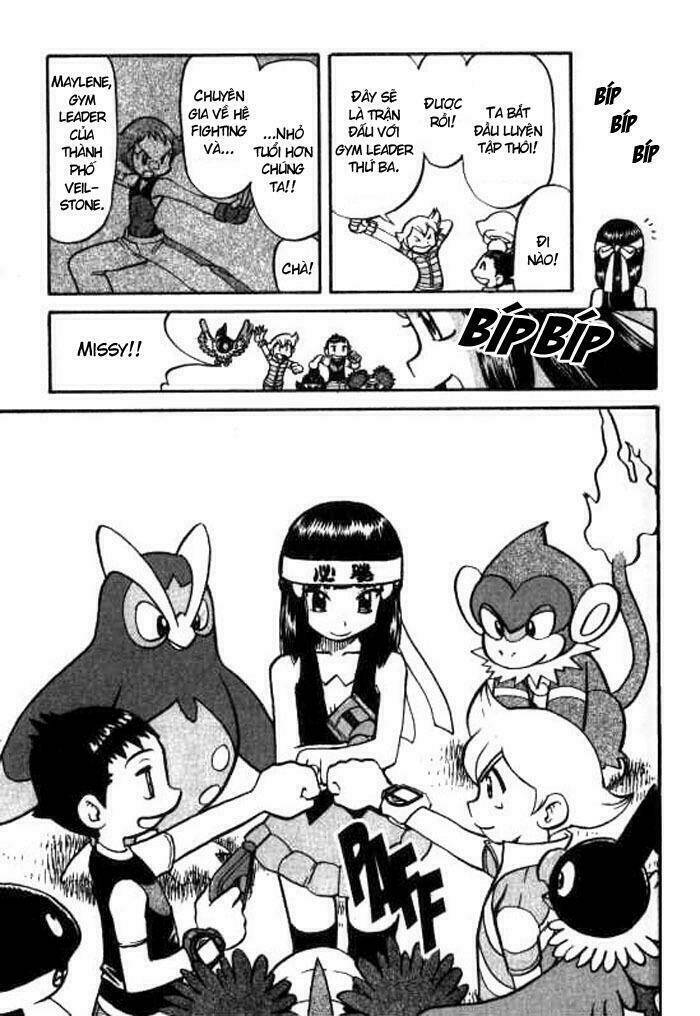 BÍP
BÍP
BÍP
TA BẮT
ĐẦU LUYỆN
TẬP THÔI!
ĐƯỢC
RỒI!
ĐÂY SẼ
LÀ TRẬN
ĐẤU VỚI
GYM LEADER
THỨ BA.
ĐI
NÀO!
...NHỎ
TUỔI HƠN
CHÚNG
TA!!
CHUYÊN
GIA VỀ HỆ
FIGHTING
VÀ...
MAYLENE,
GYM
LEADER
CỦA
THÀNH
PHỐ
VEIL-
STONE.
CHÀ!
BÍP BÍP
MISSY!!
必勝
PAFF